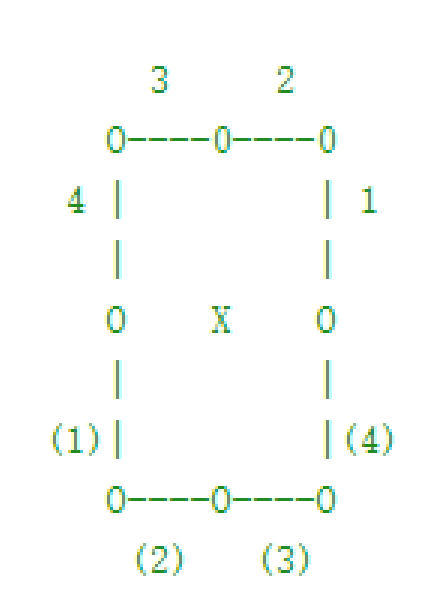 3 2
O----O----O
4 | | 1
| |
O X O
| |
(1)| |(4)
O----O----O
(2) (3)